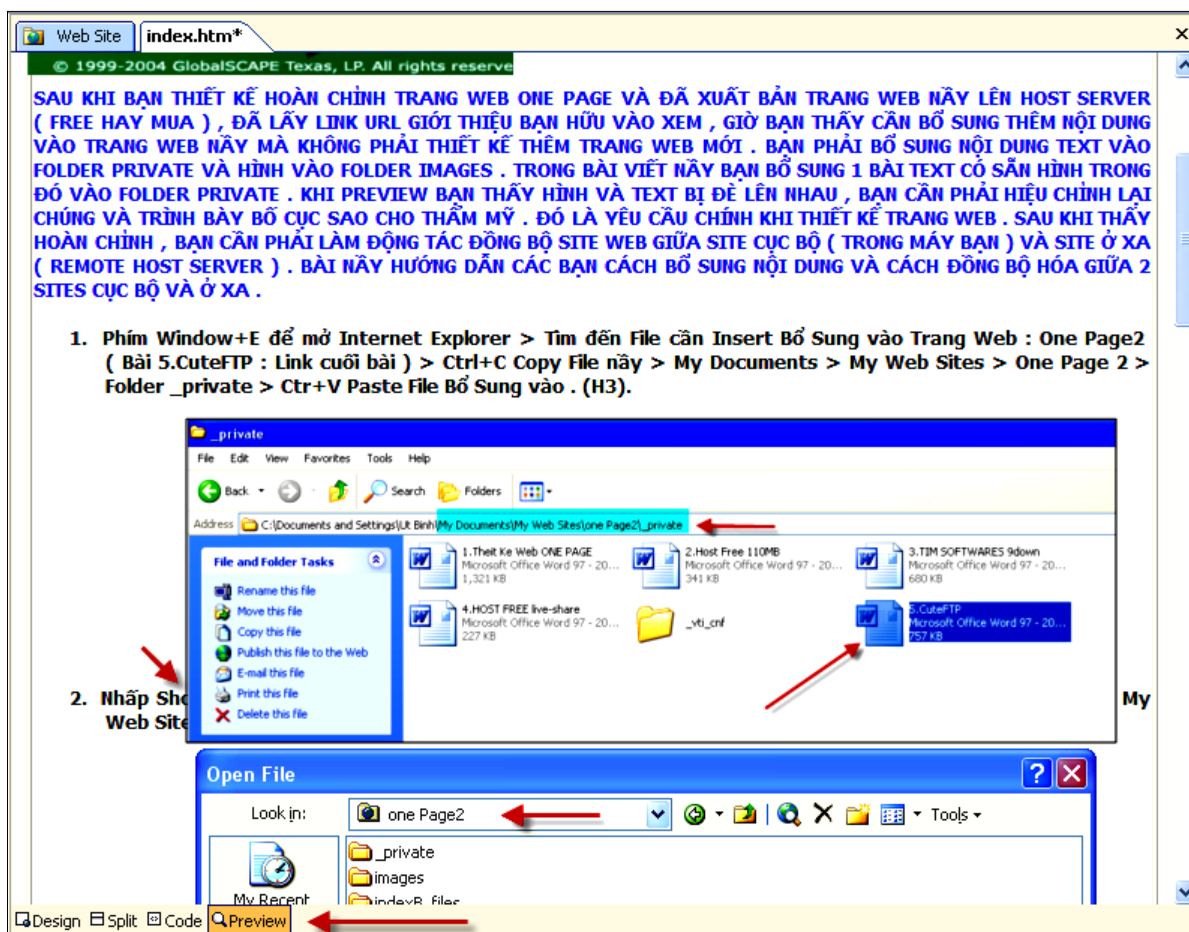 Web Site
index.htm*
© 1999-2004 GlobalSCAPE Texas, LP. All rights reserve
SAU KHI BẠN THIẾT KẾ HOÀN CHỈNH TRANG WEB ONE PAGE VÀ ĐÃ XUẤT BẢN TRANG WEB NẦY LÊN HOST SERVER
( FREE HAY MUA ) , ĐÃ LẤY LINK URL GIỚI THIỆU BẠN HỮU VÀO XEM , GIỜ BẠN THẤY CẦN BỔ SUNG THÊM NỘI DUNG
VÀO TRANG WEB NẦY MÀ KHÔNG PHẢI THIẾT KẾ THÊM TRANG WEB MỚI . BẠN PHẢI BỔ SUNG NỘI DUNG TEXT VÀO
FOLDER PRIVATE VÀ HÌNH VÀO FOLDER IMAGES . TRONG BÀI VIẾT NẦY BẠN BỔ SUNG 1 BÀI TEXT CÓ SẴN HÌNH TRONG
ĐÓ VÀO FOLDER PRIVATE . KHI PREVIEW BẠN THẤY HÌNH VÀ TEXT BỊ ĐÈ LÊN NHAU , BẠN CẦN PHẢI HIỆU CHỈNH LẠI
CHÚNG VÀ TRÌNH BÀY BỐ CỤC SAO CHO THẨM MỸ . ĐÓ LÀ YÊU CẦU CHÍNH KHI THIẾT KẾ TRANG WEB . SAU KHI THẤY
HOÀN CHỈNH , BẠN CẦN PHẢI LÀM ĐỘNG TÁC ĐỒNG BỘ SITE WEB GIỮA SITE CỤC BỘ ( TRONG MÁY BẠN ) VÀ SITE Ở XA
( REMOTE HOST SERVER ) . BÀI NẦY HƯỚNG DẪN CÁC BẠN CÁCH BỔ SUNG NỘI DUNG VÀ CÁCH ĐỒNG BỘ HÓA GIỮA 2
SITES CỤC BỘ VÀ Ở XA .
1. Phím Window+E để mở Internet Explorer > Tìm đến File cần Insert Bổ Sung vào Trang Web : One Page2
( Bài 5.CuteFTP : Link cuối bài ) > Ctrl+C Copy File nầy > My Documents > My Web Sites > One Page 2 >
Folder _private > Ctr+V Paste File Bổ Sung vào . (H3).
_private
File Edit View Favorites Tools Help
Back Search Folders
Address C:\Documents and Settings\Ut Binh\My Documents\My Web Sites\one Page2\_private
File and Folder Tasks
Rename this file
Move this file
Copy this file
Publish this file to the Web
E-mail this file
Print this file
Delete this file
1.Theit Ke Web ONE PAGE
Microsoft Office Word 97 - 20...
1,321 KB
2.Host Free 110MB
Microsoft Office Word 97 - 20...
341 KB
3.TIM SOFTWARES 9down
Microsoft Office Word 97 - 20...
680 KB
4.HOST FREE live-share
Microsoft Office Word 97 - 20...
227 KB
_vti_cnf
5.CuteFTP
Microsoft Office Word 97 - 20...
757 KB
2. Nhấp Sho My
Web Site
Open File
Look in: one Page2 Tools
My Recent
_private
images
indexB_files
Design Split Code Preview